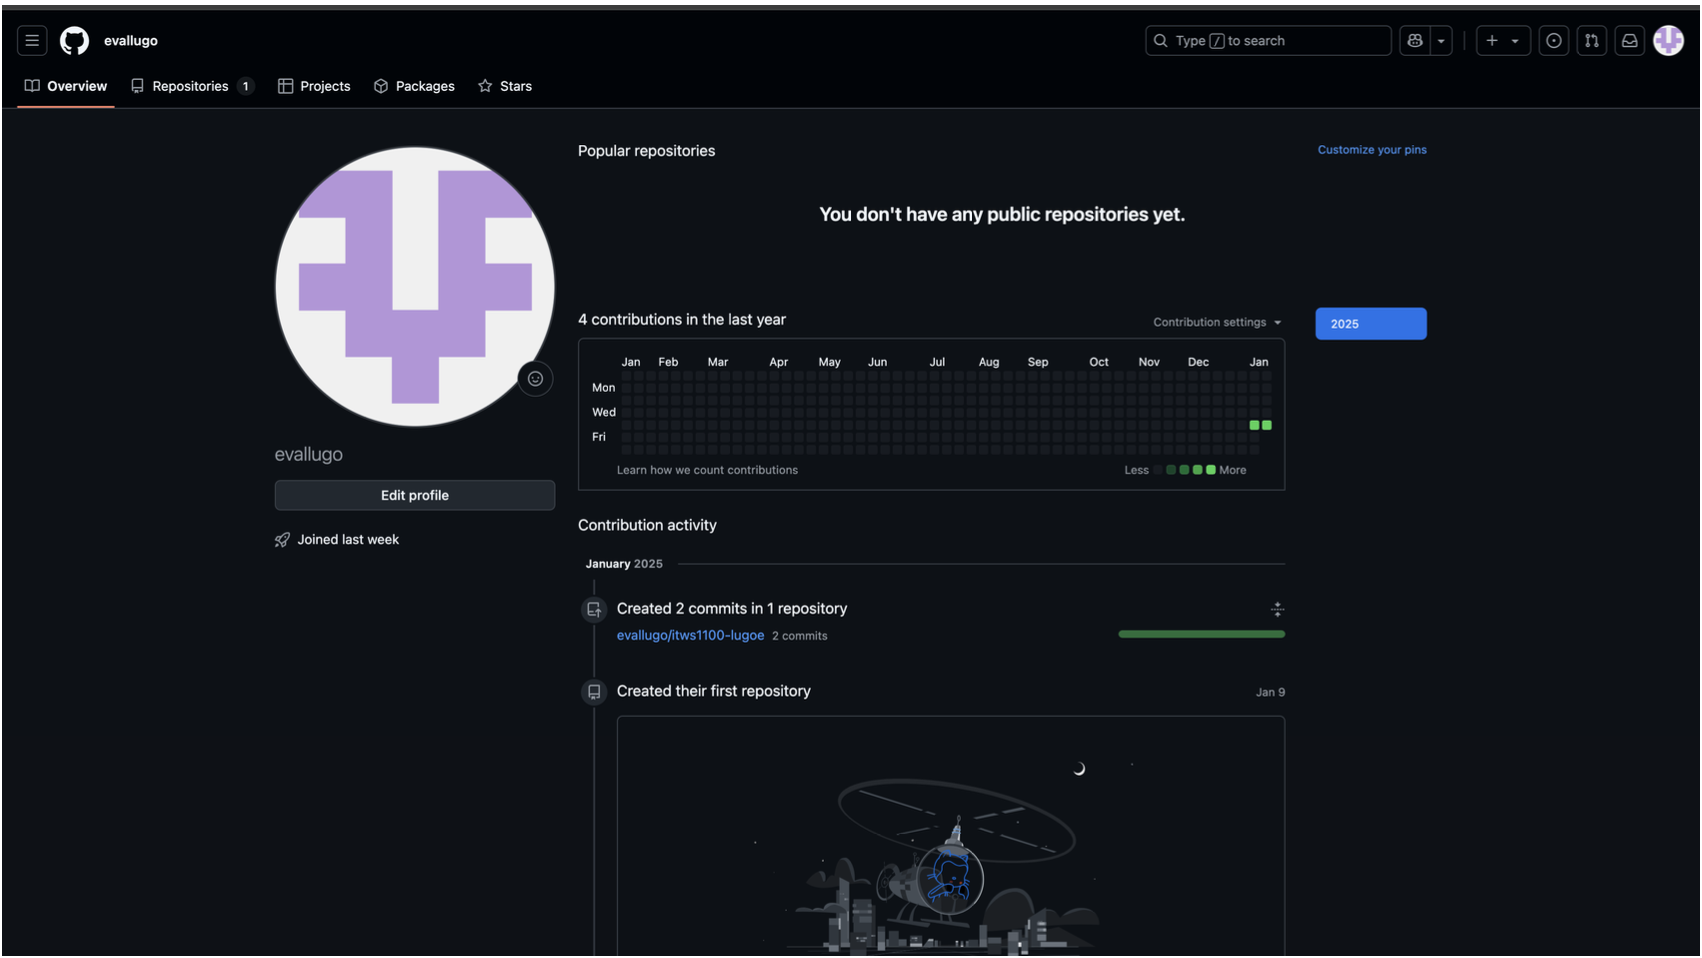 evallugo
Type / to search
Overview
Repositories 1
Projects
Packages
Stars
Popular repositories
Customize your pins
You don't have any public repositories yet.
4 contributions in the last year
Contribution settings
2025
Jan Feb Mar Apr May Jun Jul Aug Sep Oct Nov Dec Jan
Mon
Wed
Fri
Learn how we count contributions
Less More
evallugo
Edit profile
Joined last week
Contribution activity
January 2025
Created 2 commits in 1 repository
evallugo/itws1100-lugoe 2 commits
Created their first repository
Jan 9